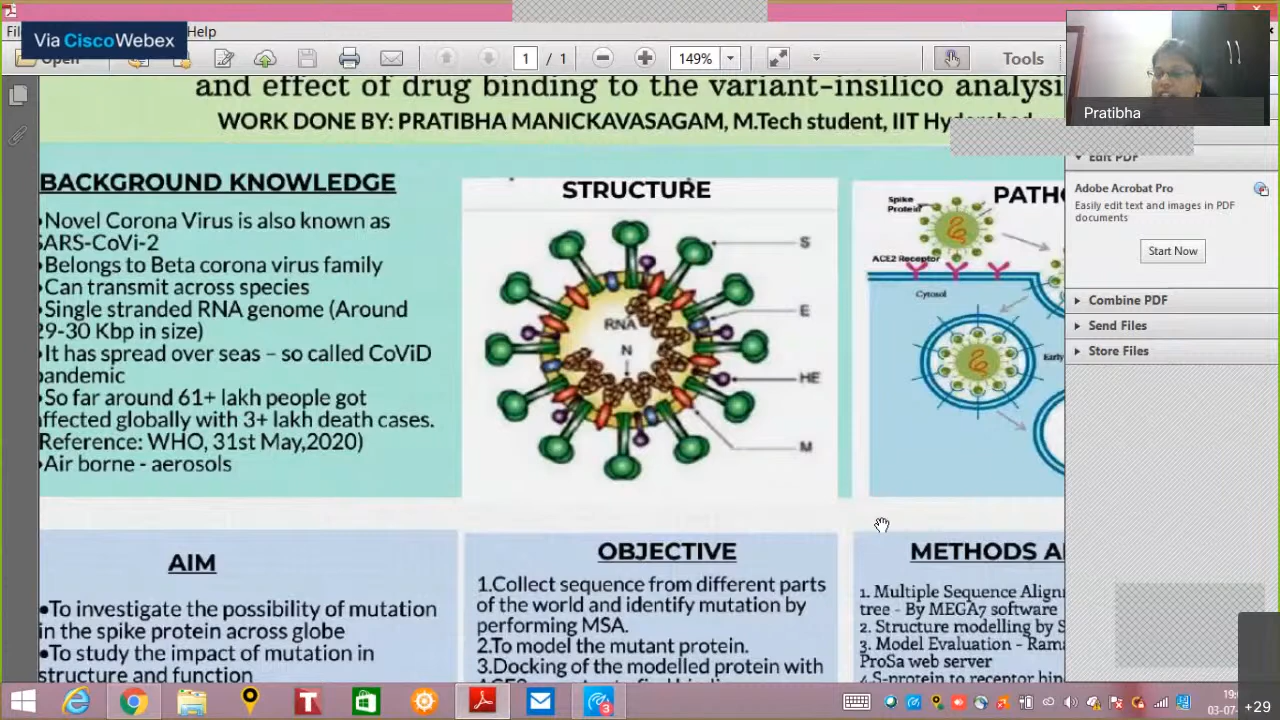 Via Cisco Webex
Help
Open
1 / 1
149%
Tools
Pratibha
and effect of drug binding to the variant-insilico analysi
WORK DONE BY: PRATIBHA MANICKAVASAGAM, M.Tech student, IIT Hyderabad
Edit PDF
Adobe Acrobat Pro
Easily edit text and images in PDF
documents
Start Now
Combine PDF
Send Files
Store Files
BACKGROUND KNOWLEDGE
•Novel Corona Virus is also known as
SARS-CoVi-2
•Belongs to Beta corona virus family
•Can transmit across species
•Single stranded RNA genome (Around
29-30 Kbp in size)
•It has spread over seas – so called CoViD
pandemic
•So far around 61+ lakh people got
affected globally with 3+ lakh death cases.
(Reference: WHO, 31st May,2020)
•Air borne - aerosols
STRUCTURE
S
E
RNA
N
HE
M
PATH
Spike
Protein
ACE2 Receptor
Cytosol
Early
AIM
•To investigate the possibility of mutation
in the spike protein across globe
•To study the impact of mutation in
structure and function
OBJECTIVE
1.Collect sequence from different parts
of the world and identify mutation by
performing MSA.
2.To model the mutant protein.
3.Docking of the modelled protein with
METHODS A
1. Multiple Sequence Alignm
tree - By MEGA7 software
2. Structure modelling by S
3. Model Evaluation - Rama
ProSa web server
4.S-protein to receptor bin
3
19:
03-07-
+29